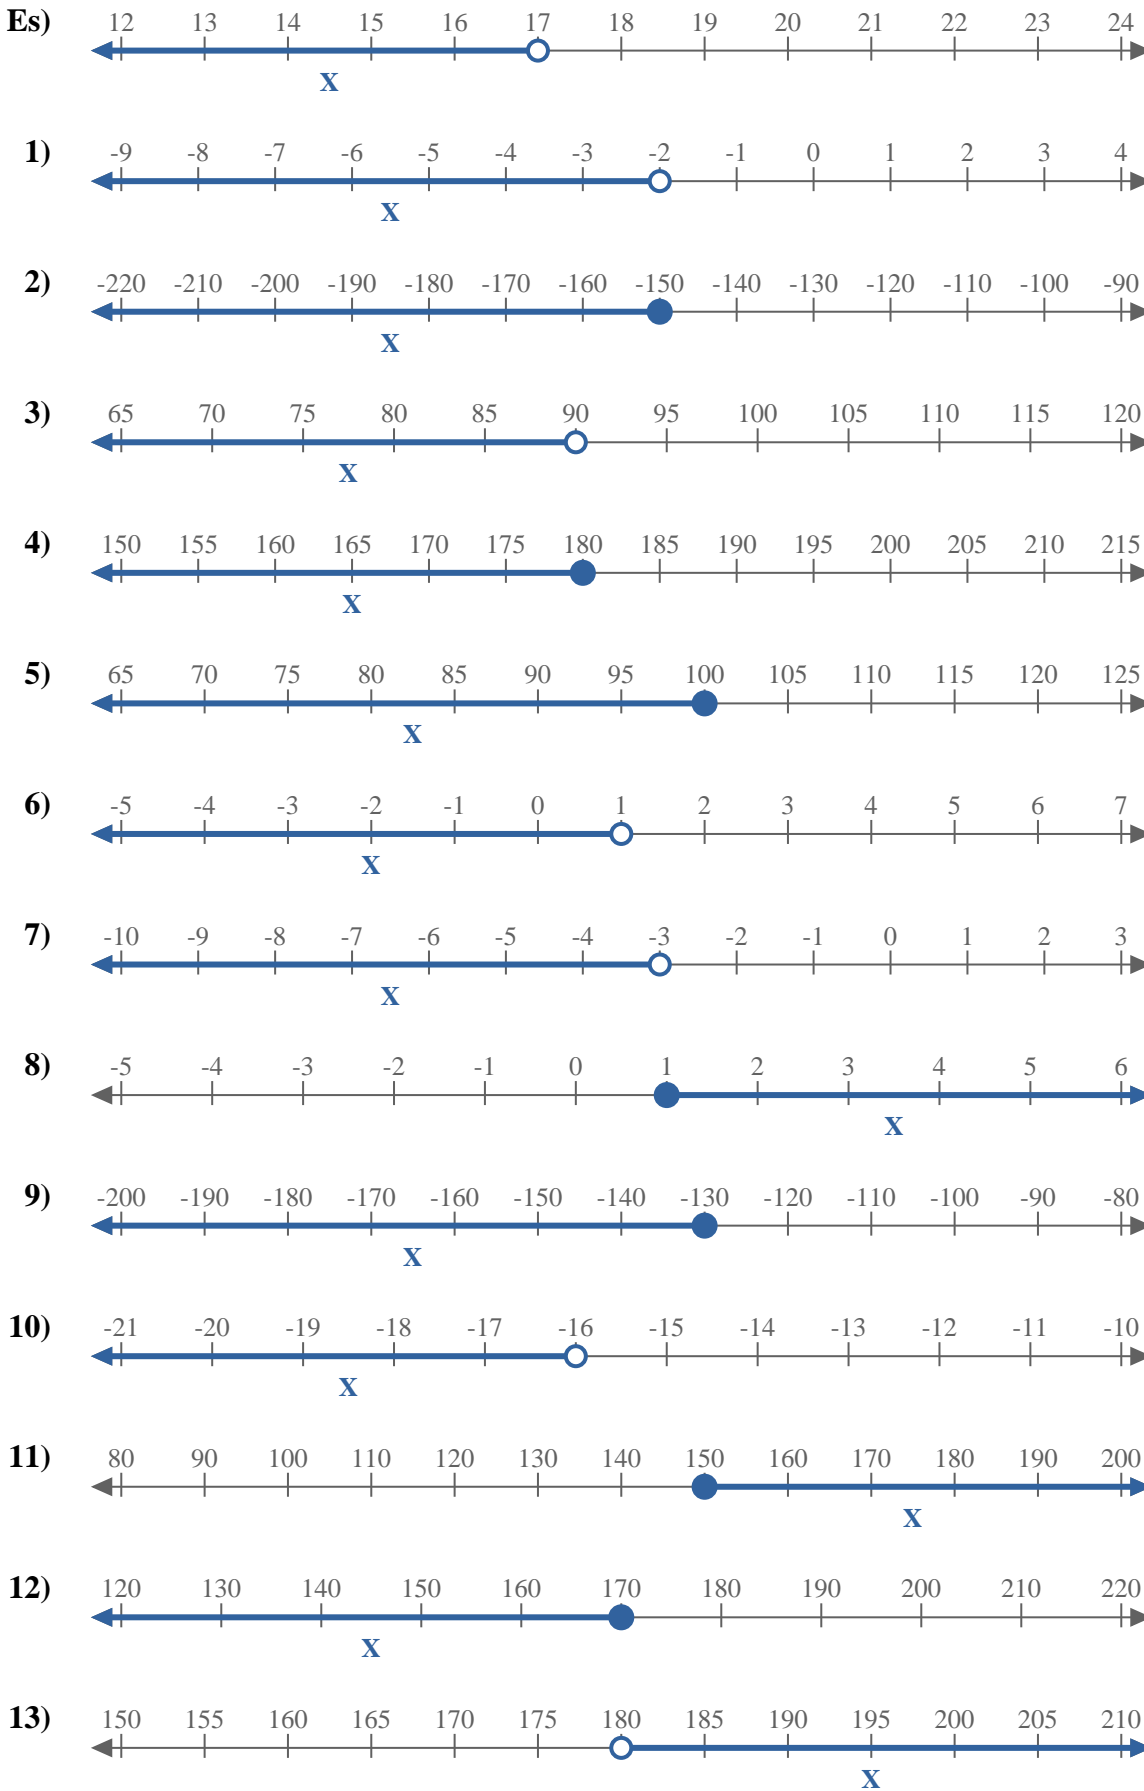 Es) 12 13 14 15 16 17 18 19 20 21 22 23 24
X
1) -9 -8 -7 -6 -5 -4 -3 -2 -1 0 1 2 3 4
X
2) -220 -210 -200 -190 -180 -170 -160 -150 -140 -130 -120 -110 -100 -90
X
3) 65 70 75 80 85 90 95 100 105 110 115 120
X
4) 150 155 160 165 170 175 180 185 190 195 200 205 210 215
X
5) 65 70 75 80 85 90 95 100 105 110 115 120 125
X
6) -5 -4 -3 -2 -1 0 1 2 3 4 5 6 7
X
7) -10 -9 -8 -7 -6 -5 -4 -3 -2 -1 0 1 2 3
X
8) -5 -4 -3 -2 -1 0 1 2 3 4 5 6
X
9) -200 -190 -180 -170 -160 -150 -140 -130 -120 -110 -100 -90 -80
X
10) -21 -20 -19 -18 -17 -16 -15 -14 -13 -12 -11 -10
X
11) 80 90 100 110 120 130 140 150 160 170 180 190 200
X
12) 120 130 140 150 160 170 180 190 200 210 220
X
13) 150 155 160 165 170 175 180 185 190 195 200 205 210
X